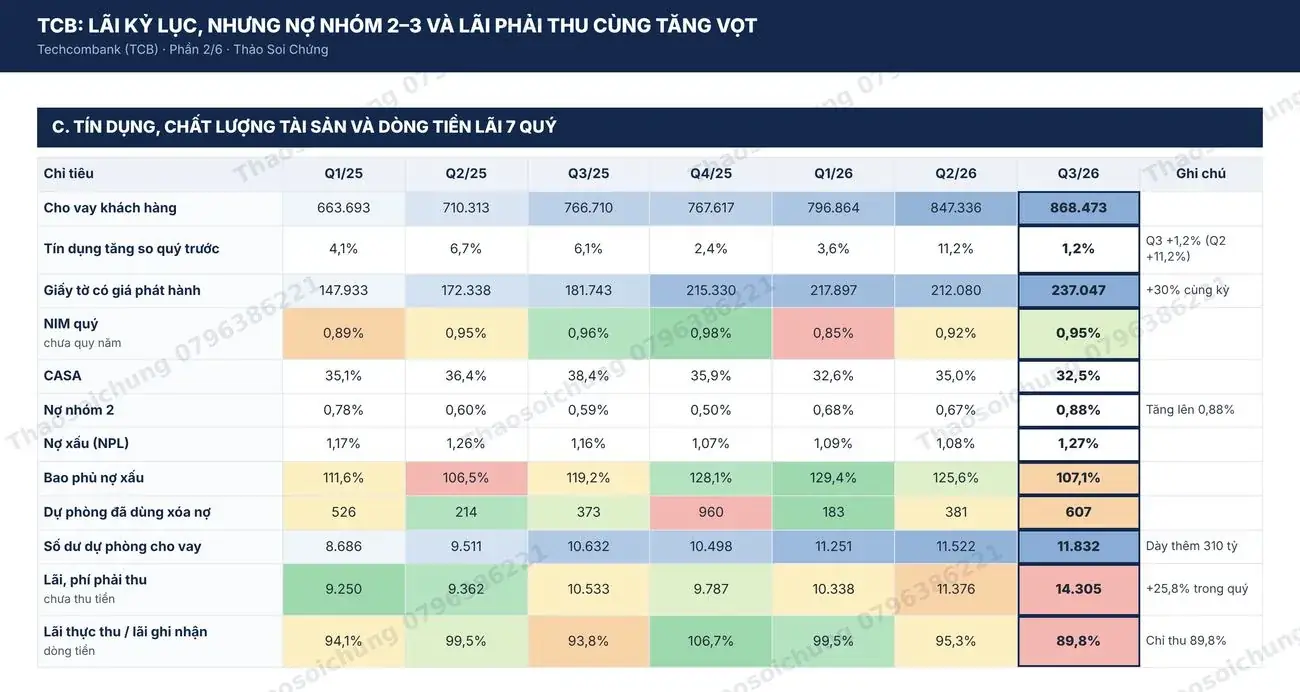 TCB: LÃI KỶ LỤC, NHƯNG NỢ NHÓM 2–3 VÀ LÃI PHẢI THU CÙNG TĂNG VỌT
Techcombank (TCB) · Phần 2/6 · Thảo Soi Chứng
C. TÍN DỤNG, CHẤT LƯỢNG TÀI SẢN VÀ DÒNG TIỀN LÃI 7 QUÝ
Chỉ tiêu Q1/25 Q2/25 Q3/25 Q4/25 Q1/26 Q2/26 Q3/26 Ghi chú
Cho vay khách hàng 663.693 710.313 766.710 767.617 796.864 847.336 868.473
Tín dụng tăng so quý trước 4,1% 6,7% 6,1% 2,4% 3,6% 11,2% 1,2% Q3 +1,2% (Q2
+11,2%)
Giấy tờ có giá phát hành 147.933 172.338 181.743 215.330 217.897 212.080 237.047 +30% cùng kỳ
NIM quý 0,89% 0,95% 0,96% 0,98% 0,85% 0,92% 0,95%
chưa quy năm
CASA 35,1% 36,4% 38,4% 35,9% 32,6% 35,0% 32,5%
Nợ nhóm 2 0,78% 0,60% 0,59% 0,50% 0,68% 0,67% 0,88% Tăng lên 0,88%
Nợ xấu (NPL) 1,17% 1,26% 1,16% 1,07% 1,09% 1,08% 1,27%
Bao phủ nợ xấu 111,6% 106,5% 119,2% 128,1% 129,4% 125,6% 107,1%
Dự phòng đã dùng xóa nợ 526 214 373 960 183 381 607
Số dư dự phòng cho vay 8.686 9.511 10.632 10.498 11.251 11.522 11.832 Dày thêm 310 tỷ
Lãi, phí phải thu 9.250 9.362 10.533 9.787 10.338 11.376 14.305 +25,8% trong quý
chưa thu tiền
Lãi thực thu / lãi ghi nhận 94,1% 99,5% 93,8% 106,7% 99,5% 95,3% 89,8% Chỉ thu 89,8%
dòng tiền
Thaosoichung 0796386221